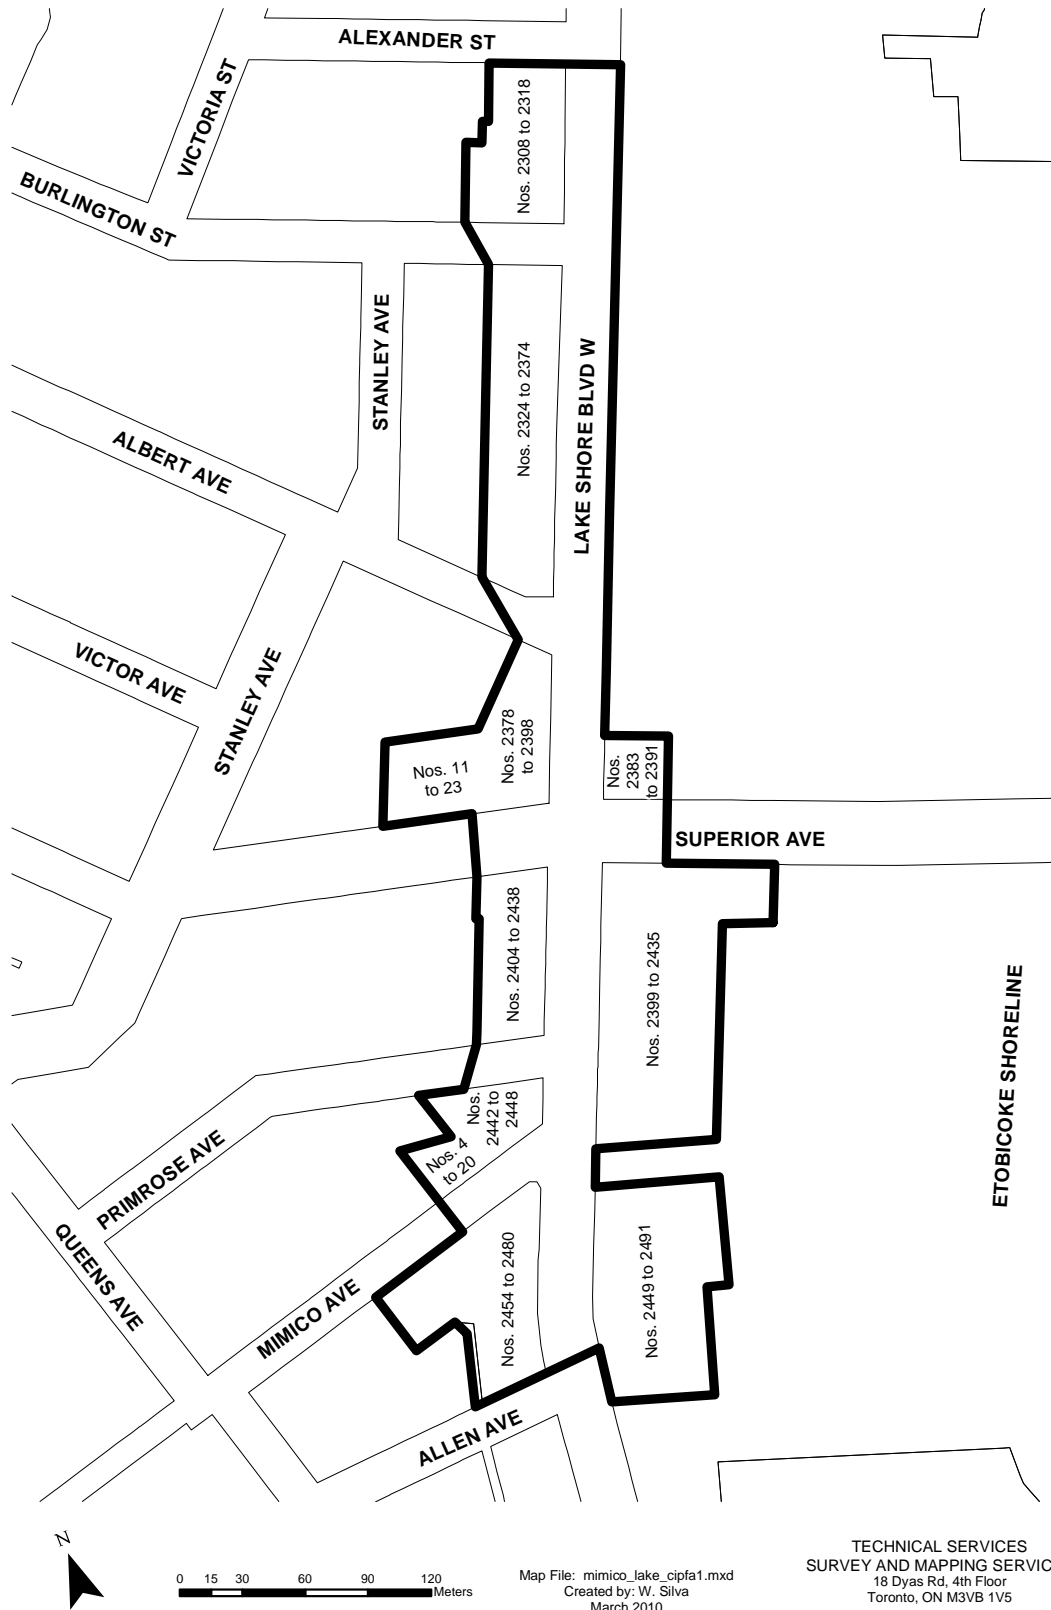 ALEXANDER ST
VICTORIA ST
Nos. 2308 to 2318
BURLINGTON ST
STANLEY AVE
Nos. 2324 to 2374
LAKE SHORE BLVD W
ALBERT AVE
VICTOR AVE
STANLEY AVE
Nos. 2378
to 2398
Nos. 11
to 23
Nos.
2383
to 2391
SUPERIOR AVE
Nos. 2404 to 2438
Nos. 2399 to 2435
ETOBICOKE SHORELINE
Nos.
2442 to
2448
Nos. 4
to 20
PRIMROSE AVE
QUEENS AVE
MIMICO AVE
Nos. 2454 to 2480
Nos. 2449 to 2491
ALLEN AVE
N
0 15 30 60 90 120
Meters
Map File: mimico_lake_cipfa1.mxd
Created by: W. Silva
March 2010
TECHNICAL SERVICES
SURVEY AND MAPPING SERVIC
18 Dyas Rd, 4th Floor
Toronto, ON M3VB 1V5